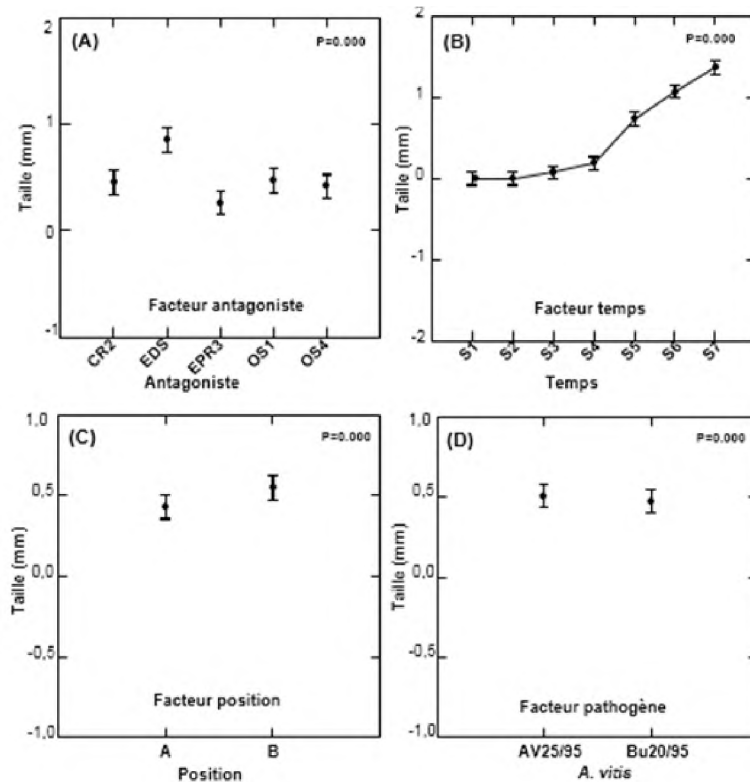 (A)
P=0.000
2
1
0
-1
Taille (mm)
Facteur antagoniste
CR2
EDS
EPR3
OS1
OS4
Antagoniste
(B)
P=0.000
2
1
0
-1
-2
Taille (mm)
Facteur temps
S1
S2
S3
S4
S5
S6
S7
Temps
(C)
P=0.000
1.0
0.5
0.0
-0.5
-1.0
Taille (mm)
Facteur position
A
B
Position
(D)
P=0.000
1.0
0.5
0.0
-0.5
-1.0
Taille (mm)
Facteur pathogène
AV25/95
Bu20/95
A. vitis